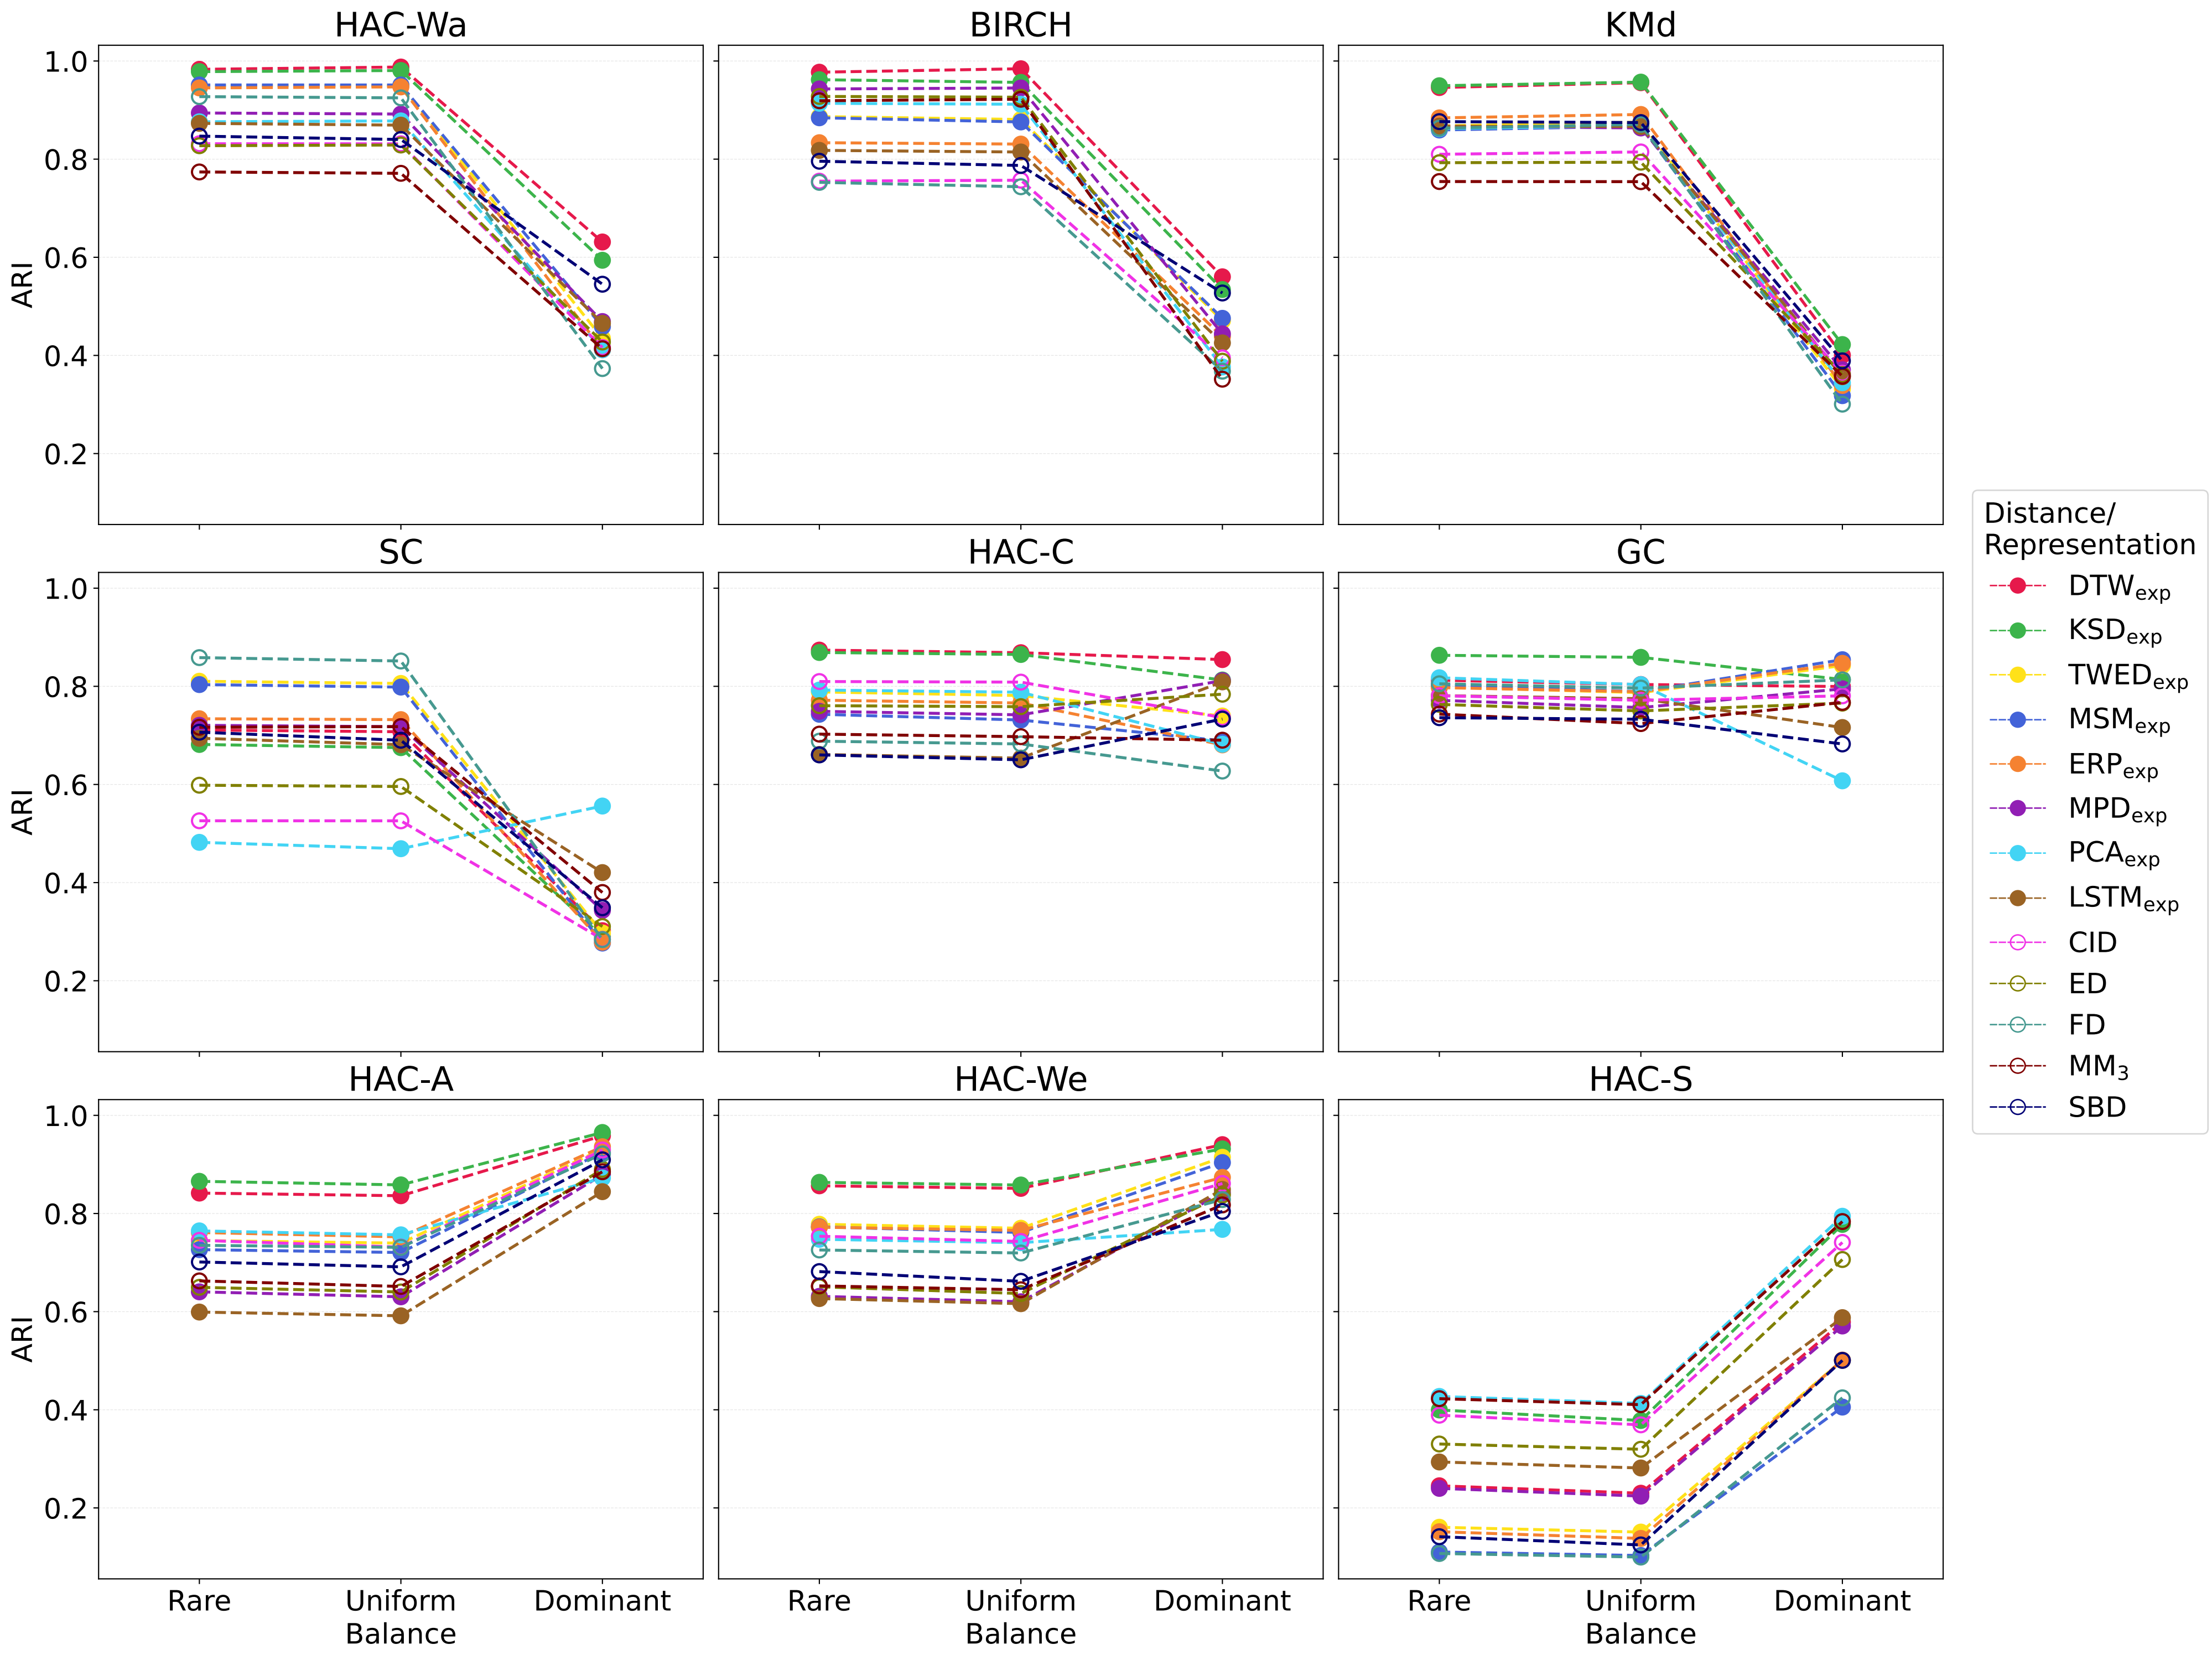 HAC-Wa
BIRCH
KMd
ARI
1.0
0.8
0.6
0.4
0.2
SC
HAC-C
GC
ARI
1.0
0.8
0.6
0.4
0.2
HAC-A
HAC-We
HAC-S
ARI
1.0
0.8
0.6
0.4
0.2
Rare Uniform Dominant
Balance
Rare Uniform Dominant
Balance
Rare Uniform Dominant
Balance
Distance/
Representation
DTWexp
KSDexp
TWEDexp
MSMexp
ERPexp
MPDexp
PCAexp
LSTMexp
CID
ED
FD
MM3
SBD